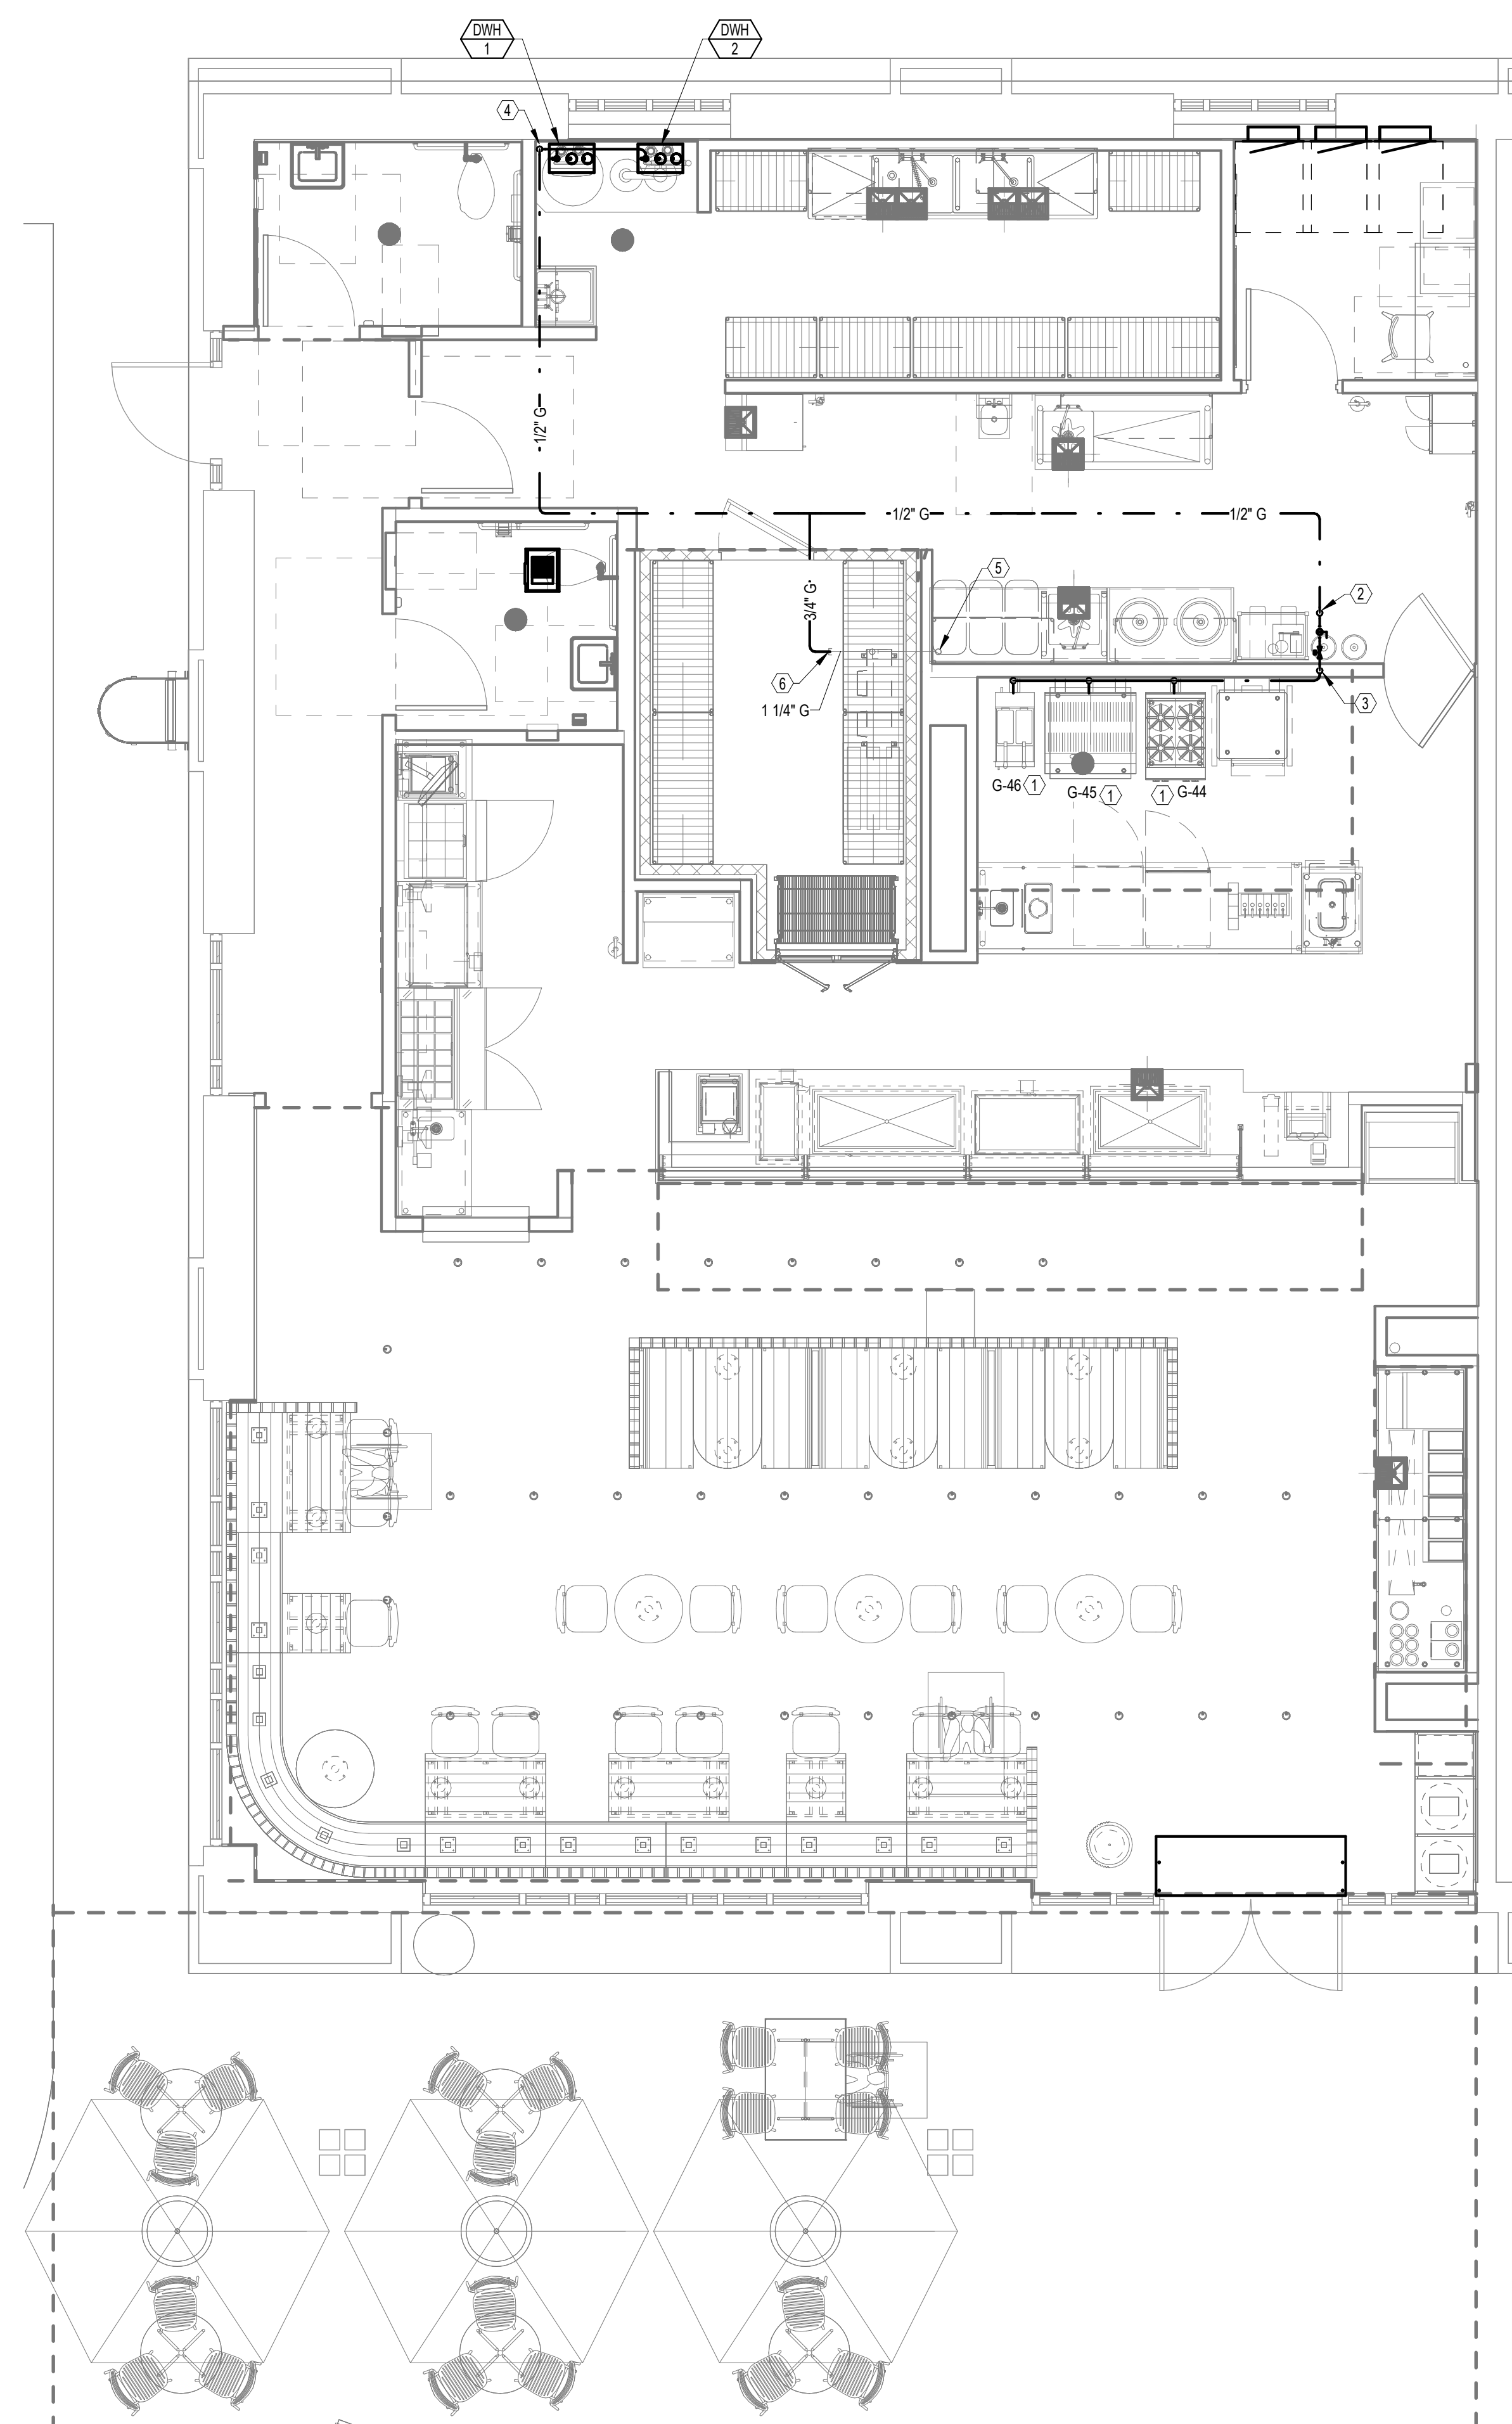 DWH
1
DWH
2
4
1/2" G
1/2" G
1/2" G
5
2
3/4" G
6
1 1/4" G
3
G-46 1
G-45 1
1 G-44